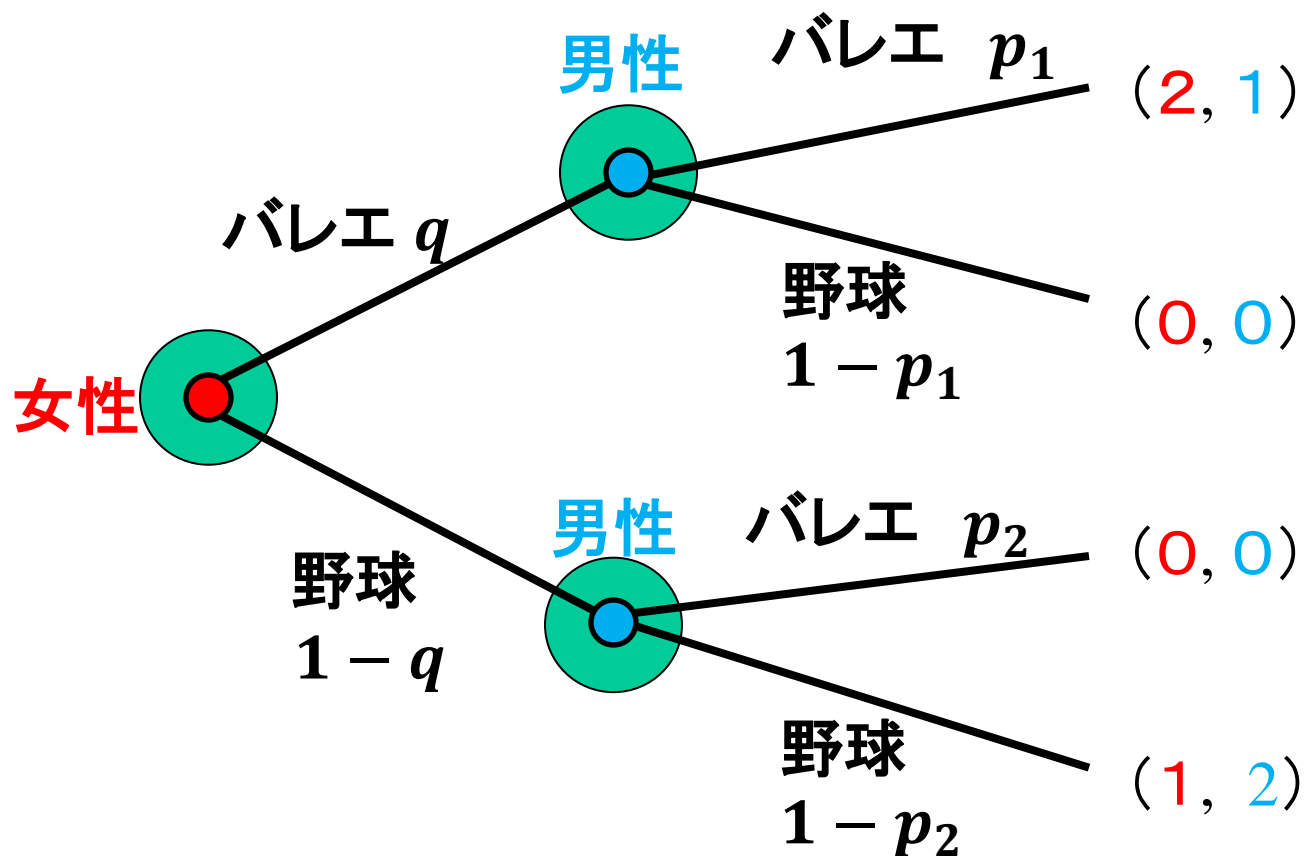 バレエ p₁
男性
(2, 1)
バレエ q
野球
1 − p₁
(0, 0)
女性
男性
バレエ p₂
(0, 0)
野球
1 − q
野球
1 − p₂
(1, 2)